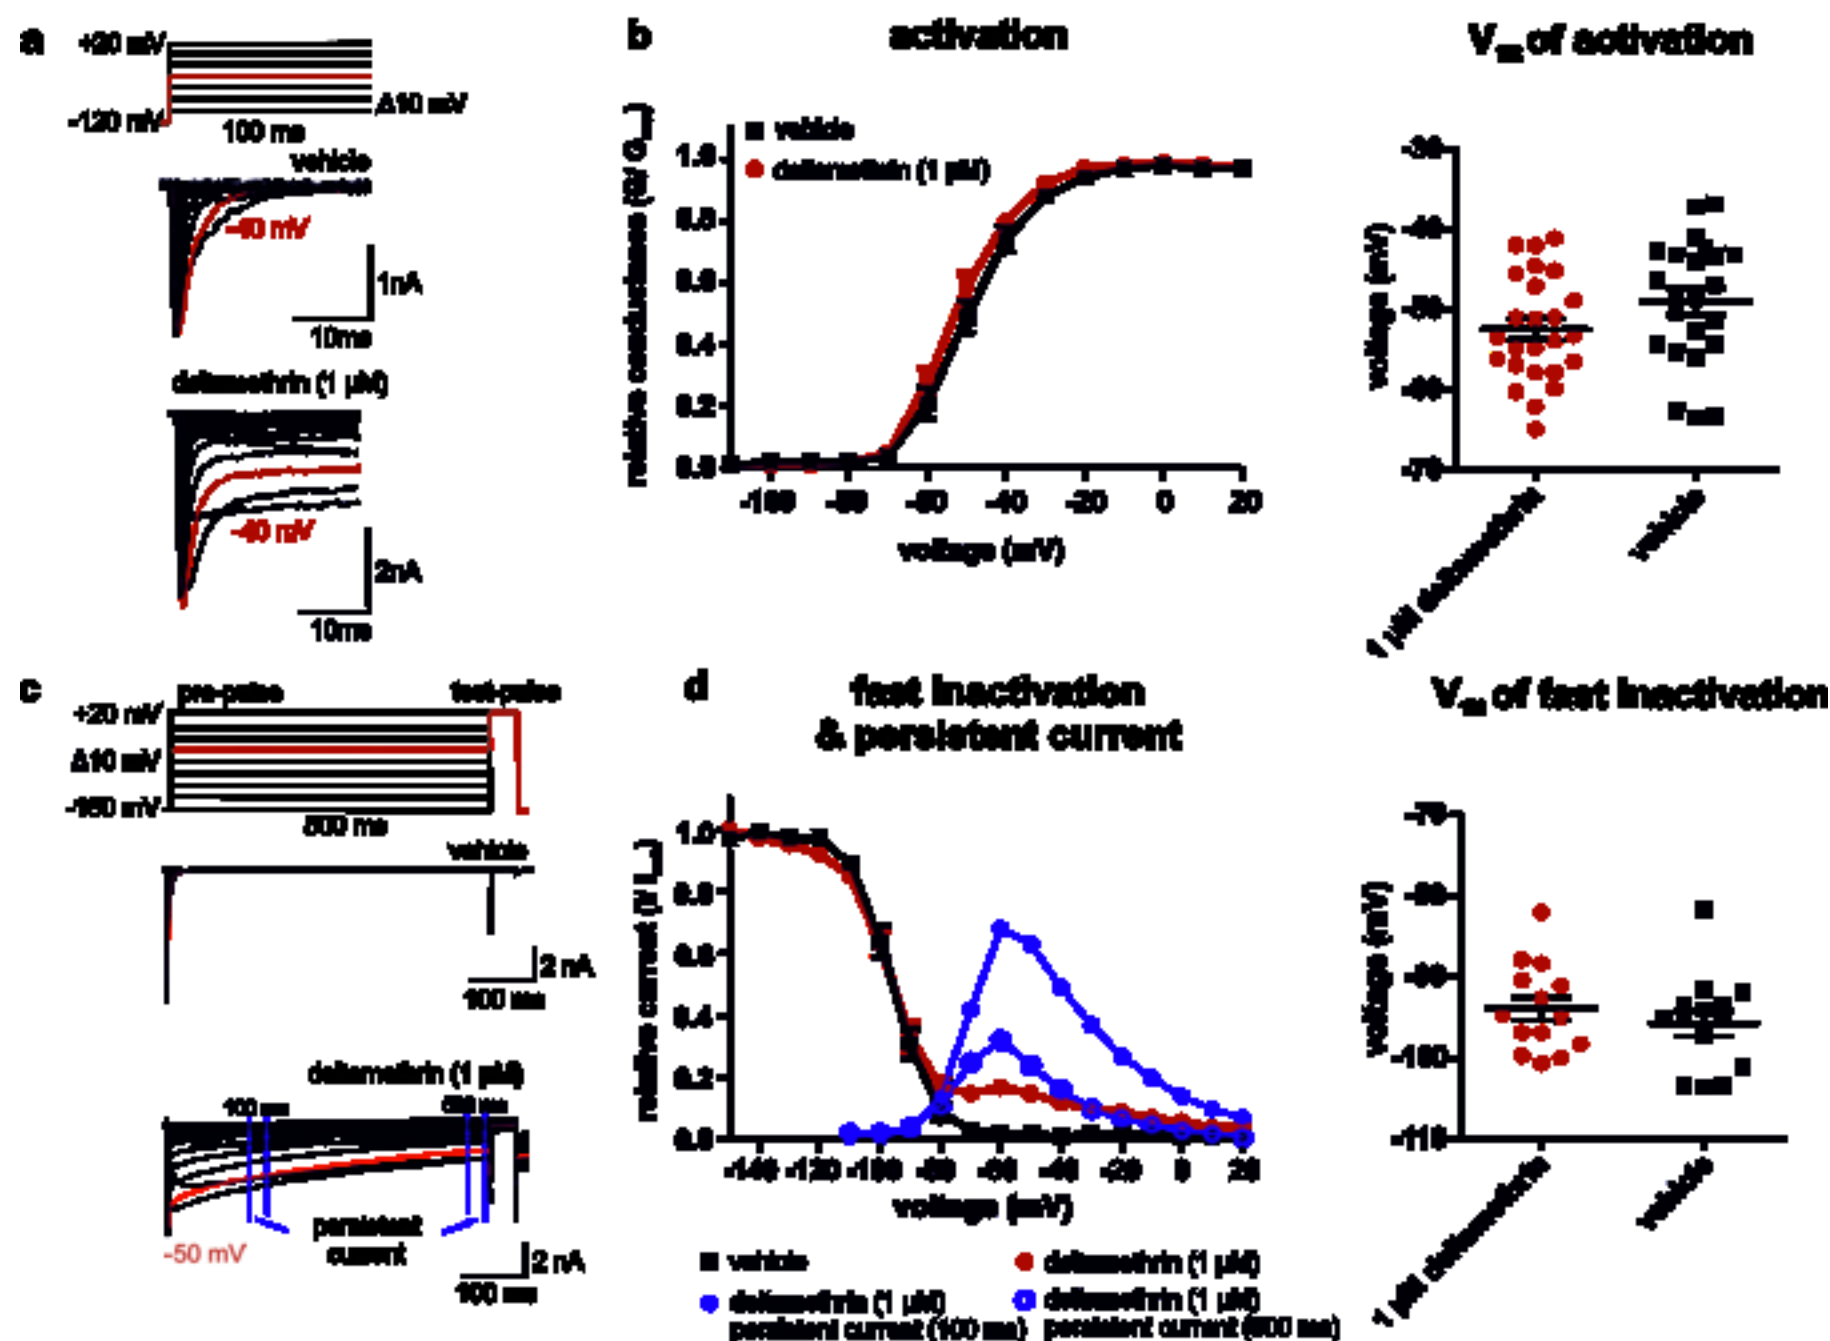 a
+20 mV
-120 mV
Δ10 mV
100 ms
vehicle
-40 mV
1nA
10ms
deltamethrin (1 µM)
-40 mV
2nA
10ms
b
activation
vehicle
deltamethrin (1 µM)
1.0
0.8
0.6
0.4
0.2
0.0
-100 -80 -60 -40 -20 0 20
voltage (mV)
of activation
voltage (mV)
-30
-40
-50
-60
-70
1 µM deltamethrin
vehicle
c
pre-pulse
test-pulse
+20 mV
Δ10 mV
500 ms
vehicle
2 nA
100 ms
deltamethrin (1 µM)
100 ms
persistent
current
-50 mV
2 nA
100 ms
d
fast inactivation
& persistent current
relative current
1.0
0.8
0.6
0.4
0.2
0.0
-140 -120 -100 -80 -60 -40 -20 0 20
voltage (mV)
vehicle
deltamethrin (1 µM)
deltamethrin (1 µM)
persistent current (100 ms)
deltamethrin (1 µM)
persistent current
of fast inactivation
voltage (mV)
-70
-80
-90
-100
-110
1 µM deltamethrin
vehicle